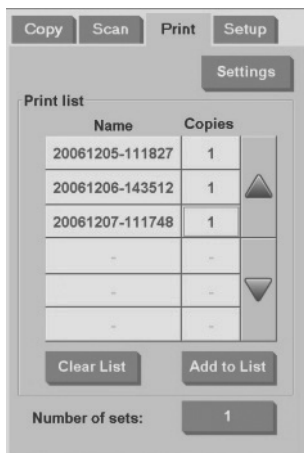 Copy Scan Print Setup
Settings
Print list
Name Copies
20061205-111827 1
20061206-143512 1
20061207-111748 1
- -
- -
- -
Clear List Add to List
Number of sets: 1